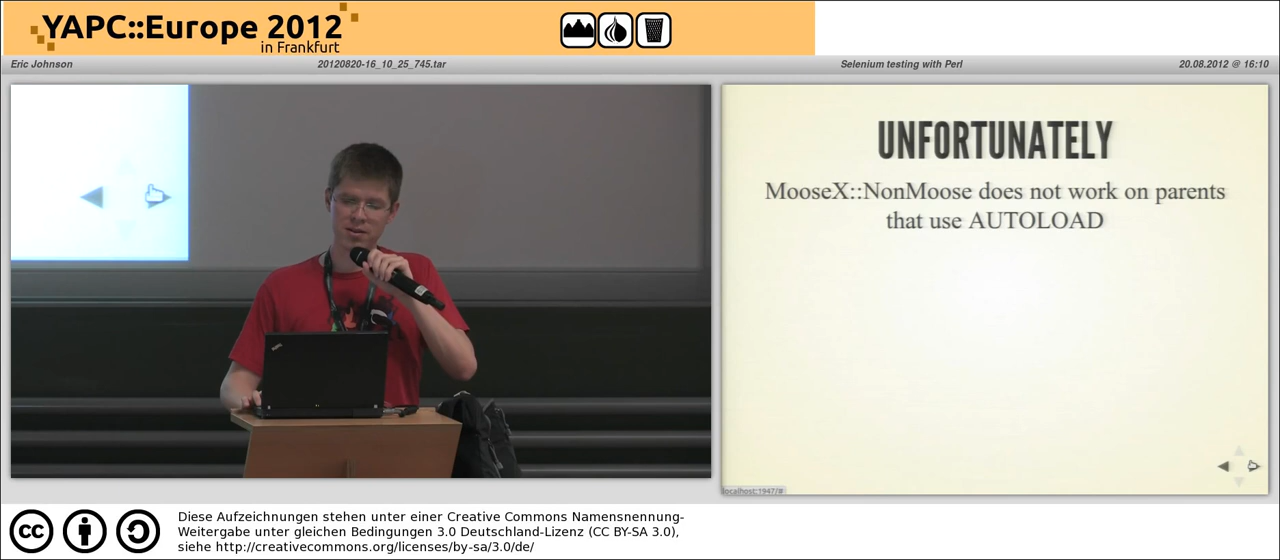 YAPC::Europe 2012
in Frankfurt
Eric Johnson
20120820-16_10_25_745.tar
Selenium testing with Perl
20.08.2012 @ 16:10
UNFORTUNATELY
MooseX::NonMoose does not work on parents
that use AUTOLOAD
localhost:1947/#
cc
Diese Aufzeichnungen stehen unter einer Creative Commons Namensnennung-
Weitergabe unter gleichen Bedingungen 3.0 Deutschland-Lizenz (CC BY-SA 3.0),
siehe http://creativecommons.org/licenses/by-sa/3.0/de/